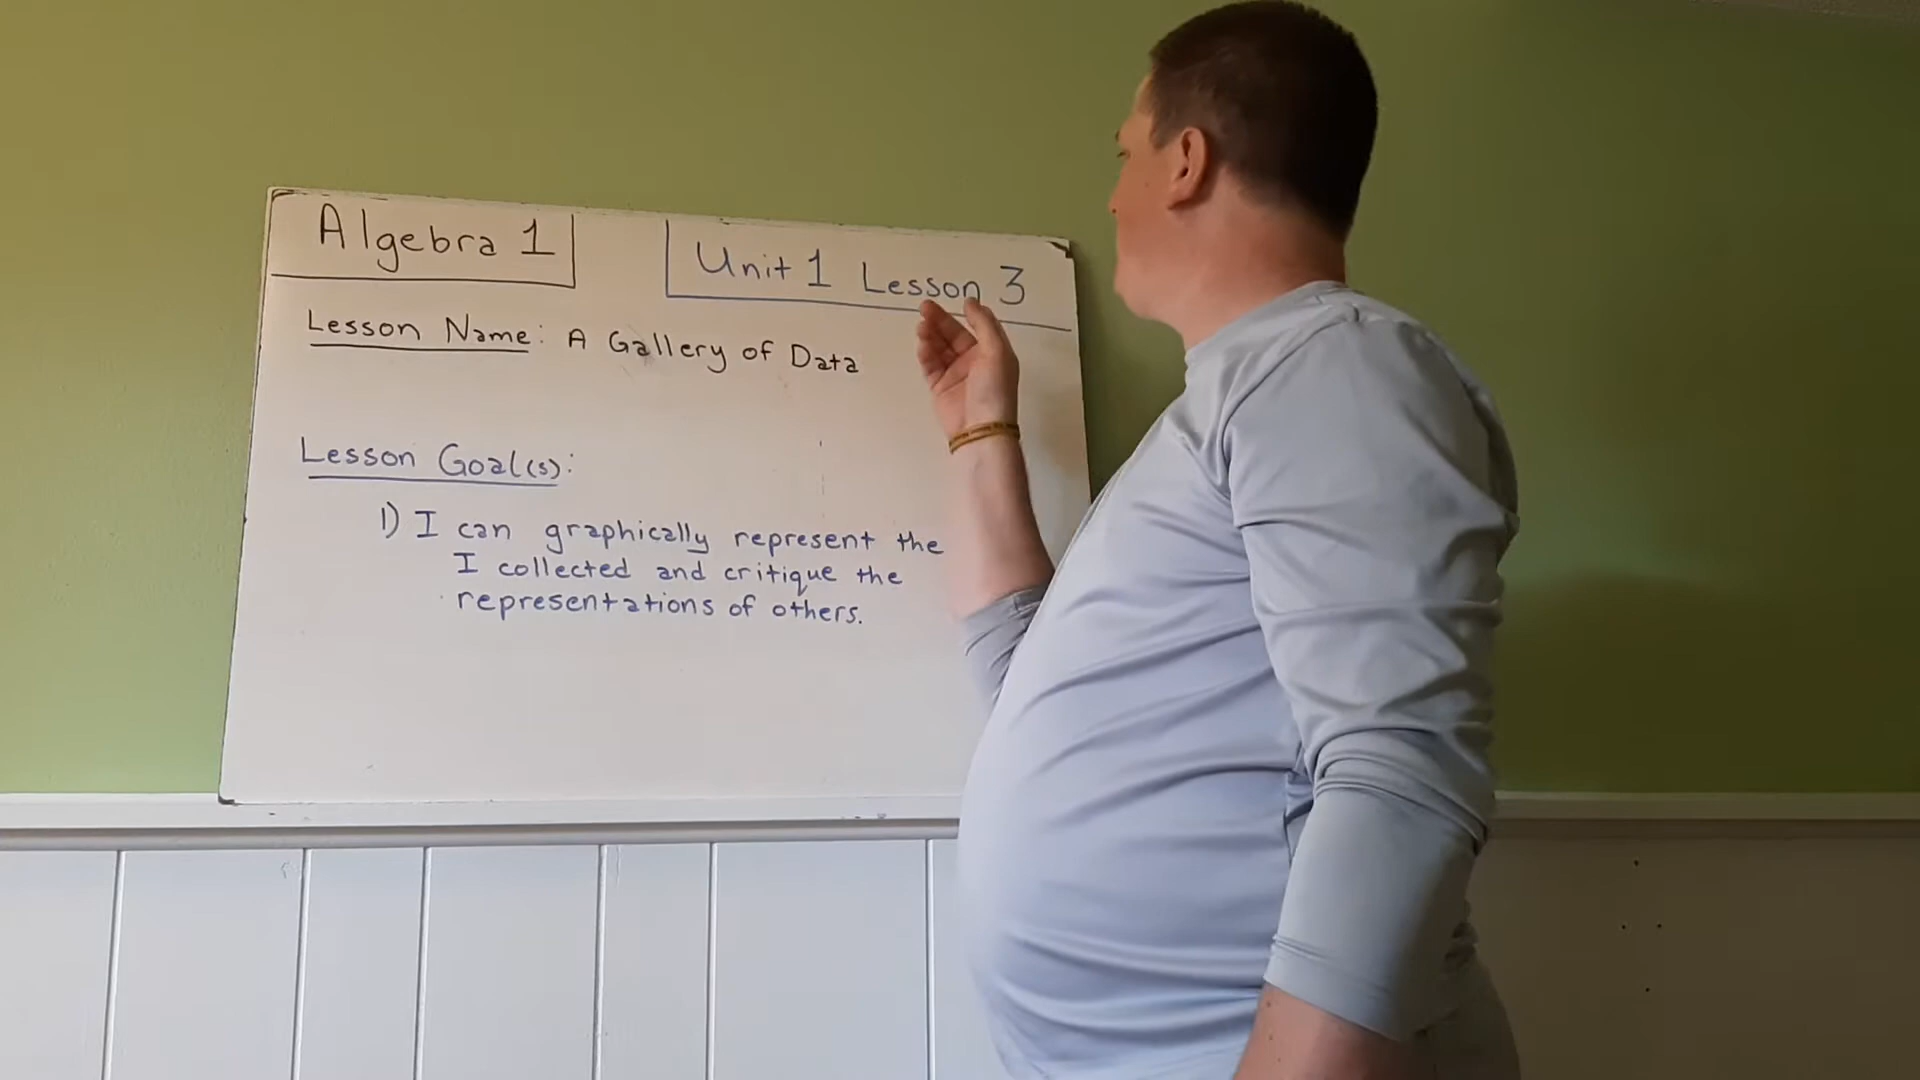 Algebra 1
Unit 1 Lesson 3
Lesson Name: A Gallery of Data
Lesson Goal(s):
1) I can graphically represent the
I collected and critique the
representations of others.